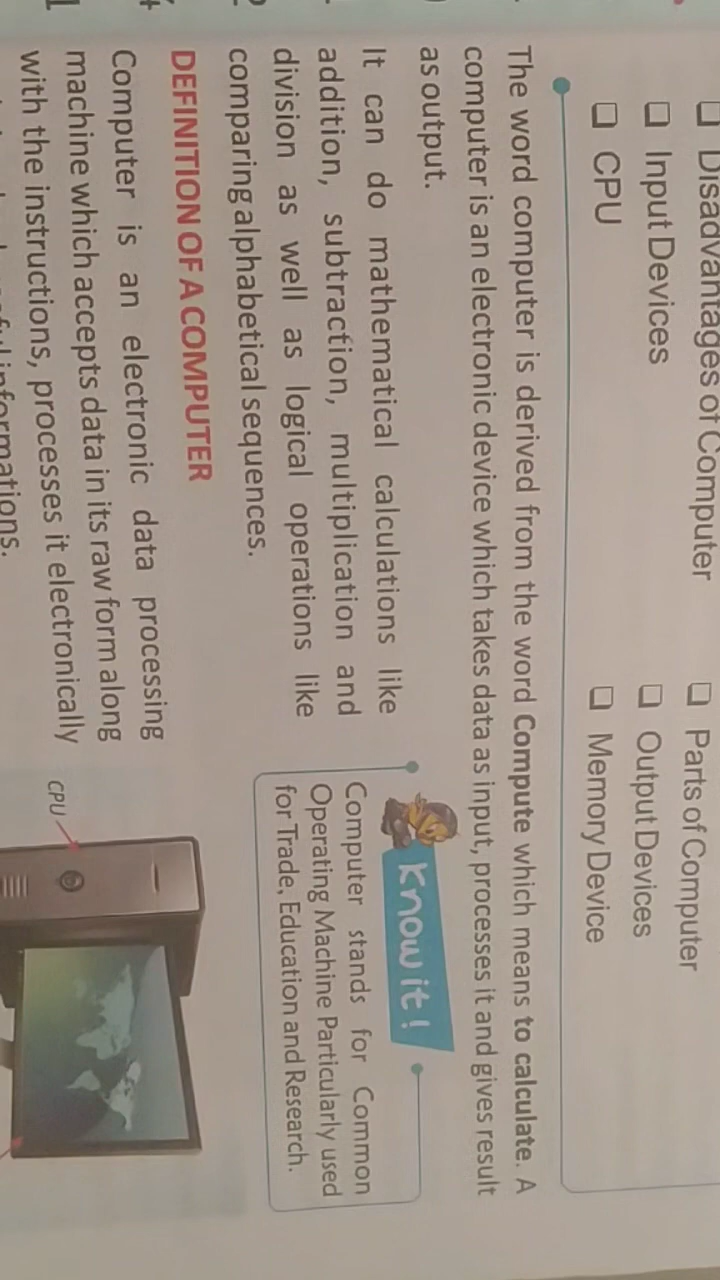 Disadvantages of Computer
Parts of Computer
Input Devices
Output Devices
CPU
Memory Device
The word computer is derived from the word Compute which means to calculate. A
computer is an electronic device which takes data as input, processes it and gives result
as output.
It can do mathematical calculations like
addition, subtraction, multiplication and
division as well as logical operations like
comparing alphabetical sequences.
Know it!
Computer stands for Common
Operating Machine Particularly used
for Trade, Education and Research.
DEFINITION OF A COMPUTER
Computer is an electronic data processing
machine which accepts data in its raw form along
with the instructions, processes it electronically
informations.
CPU